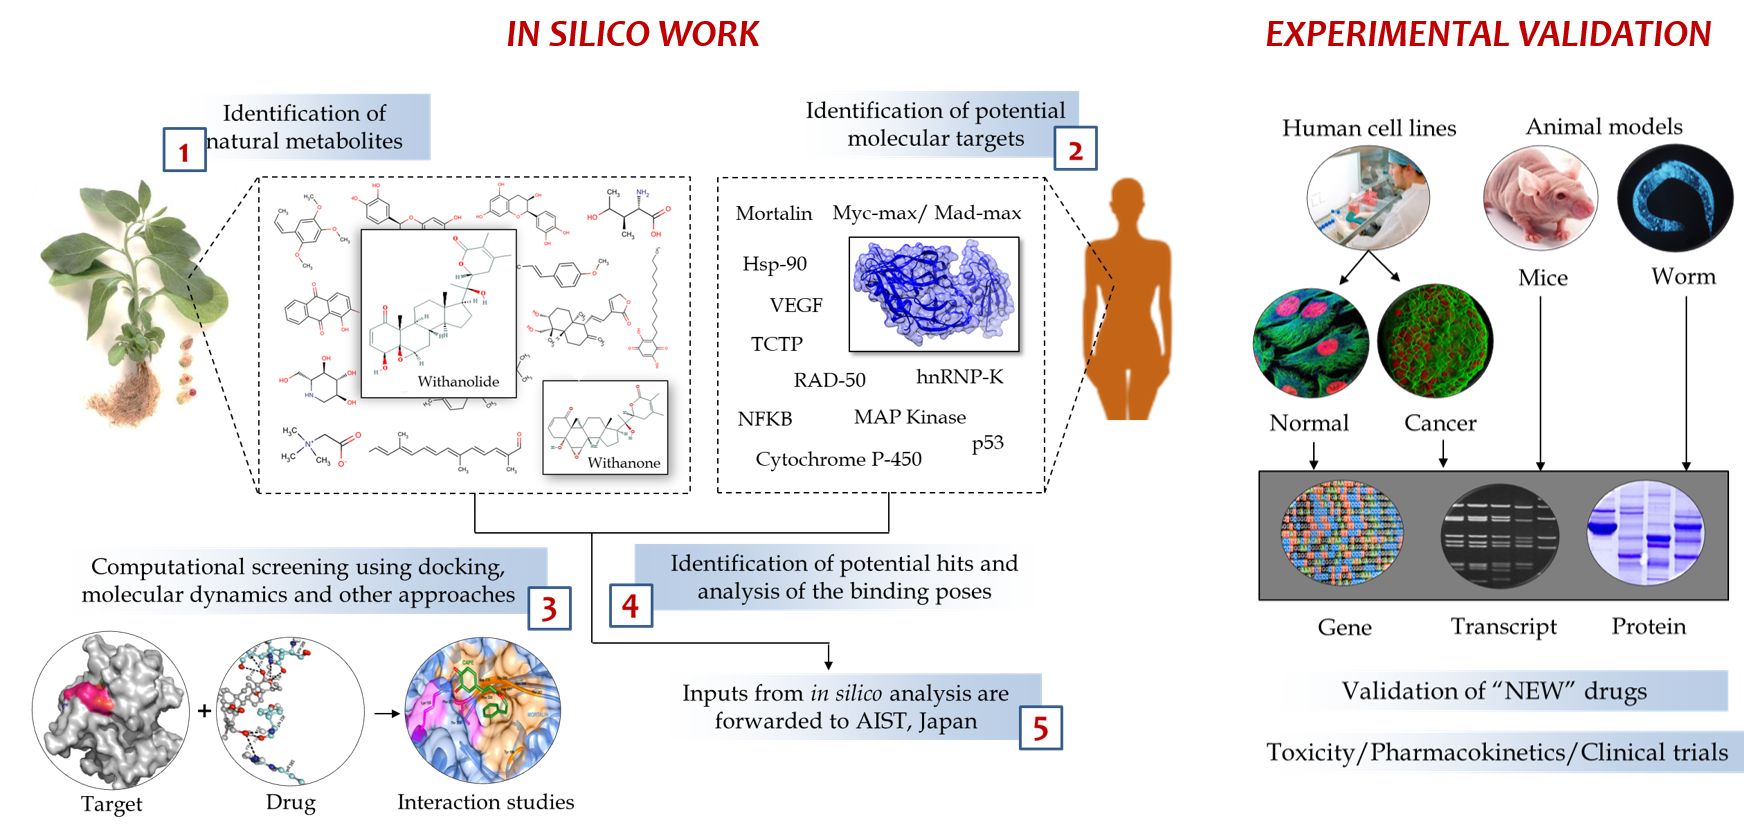 IN SILICO WORK
EXPERIMENTAL VALIDATION
Identification of
natural metabolites
1
Identification of potential
molecular targets
2
Withanolide
Withanone
Mortalin
Myc-max/ Mad-max
Hsp-90
VEGF
TCTP
RAD-50
hnRNP-K
NFKB
MAP Kinase
p53
Cytochrome P-450
Computational screening using docking,
molecular dynamics and other approaches
3
4
Identification of potential hits and
analysis of the binding poses
Target
+
Drug
CAPE
MORTALIN
Interaction studies
Inputs from in silico analysis are
forwarded to AIST, Japan
5
Human cell lines
Animal models
Mice
Worm
Normal
Cancer
Gene
Transcript
Protein
Validation of “NEW” drugs
Toxicity/Pharmacokinetics/Clinical trials